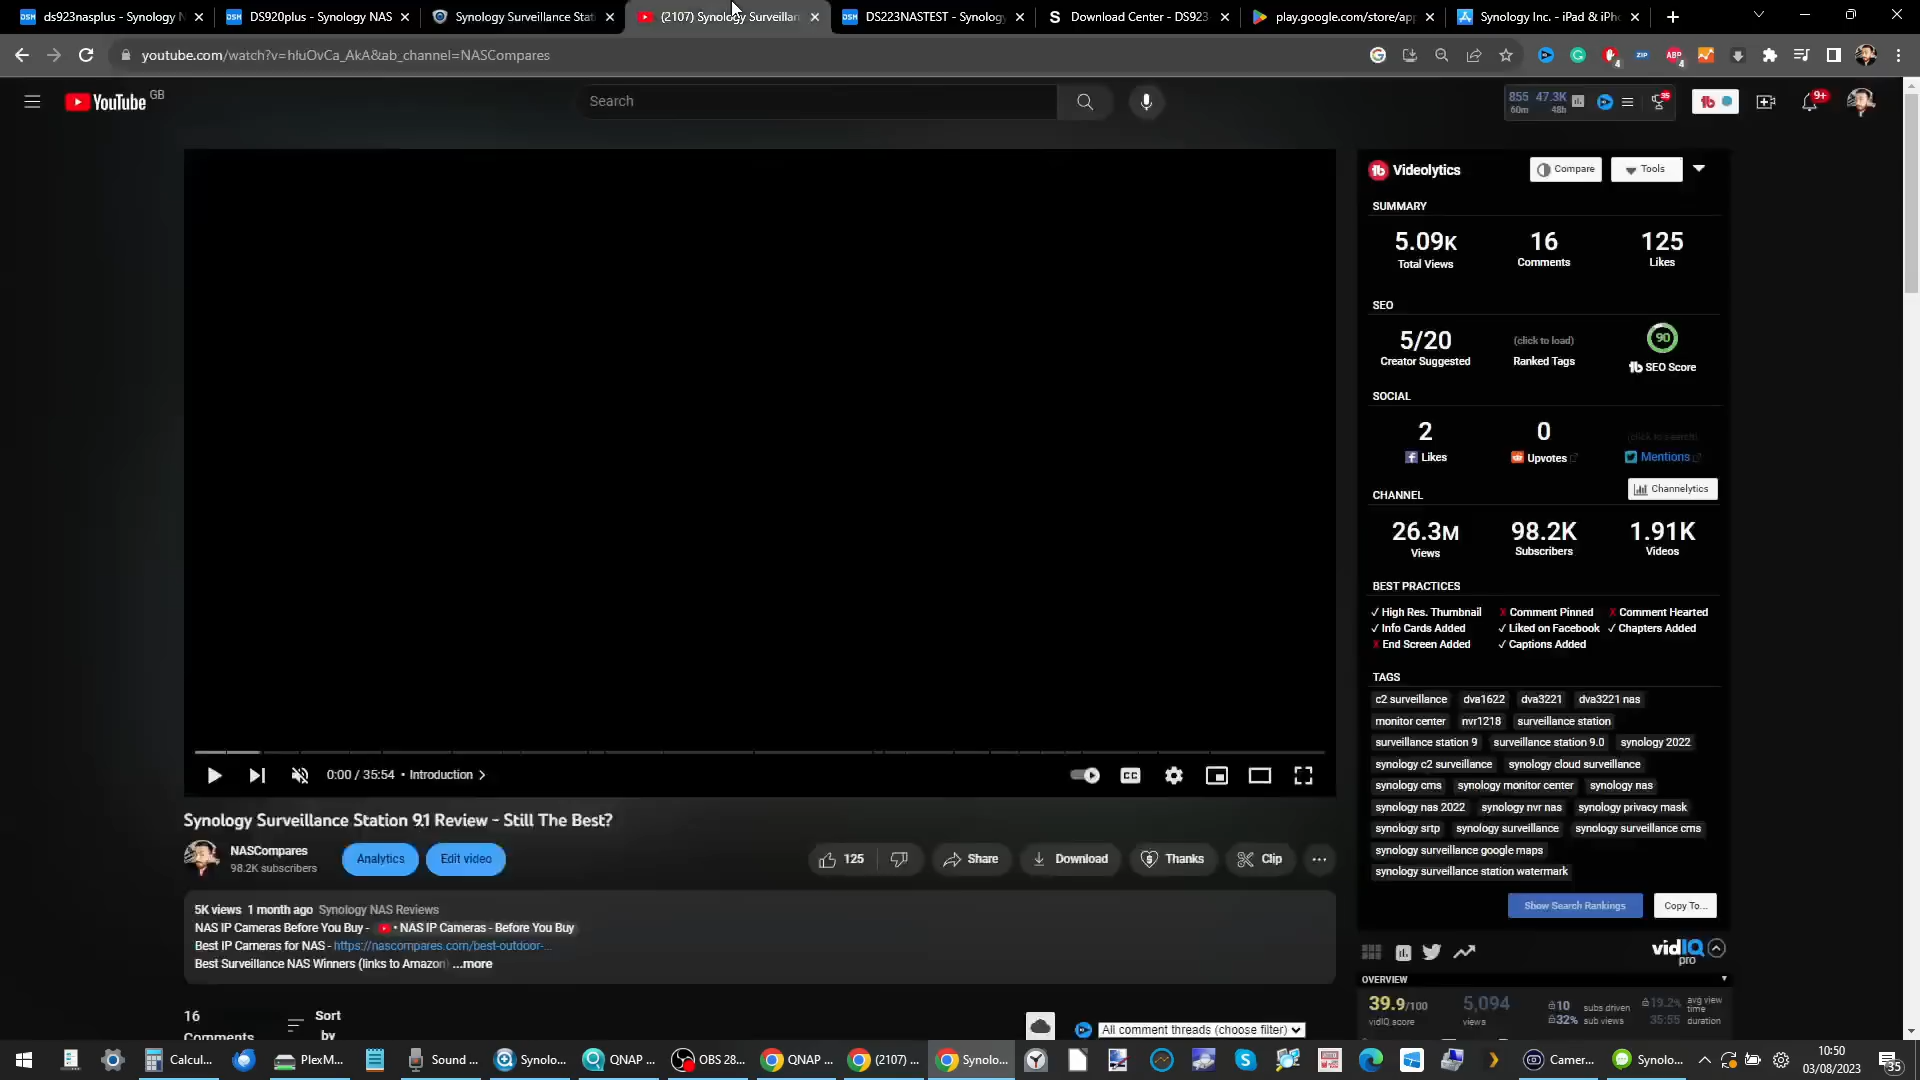 ds923nasplus - Synology N
DS920plus - Synology NAS
Synology Surveillance Stati
(2107) Synology Surveillan
DS223NASTEST - Synology
Download Center - DS923
play.google.com/store/app
Synology Inc. - iPad & iPh
youtube.com/watch?v=hluOvCa_AkA&ab_channel=NASCompares
YouTube GB
Search
855 47.3K
60m 48h
9+
Videolytics
Compare
Tools
SUMMARY
5.09K 16 125
Total Views Comments Likes
SEO
5/20 (click to load) 90
Creator Suggested Ranked Tags SEO Score
SOCIAL
2 0 (click to search)
Likes Upvotes Mentions
Channelytics
CHANNEL
26.3M 98.2K 1.91K
Views Subscribers Videos
BEST PRACTICES
✓ High Res. Thumbnail X Comment Pinned X Comment Hearted
✓ Info Cards Added ✓ Liked on Facebook ✓ Chapters Added
X End Screen Added ✓ Captions Added
TAGS
c2 surveillance dva1622 dva3221 dva3221 nas
monitor center nvr1218 surveillance station
surveillance station 9 surveillance station 9.0 synology 2022
synology c2 surveillance synology cloud surveillance
synology cms synology monitor center synology nas
synology nas 2022 synology nvr nas synology privacy mask
synology srtp synology surveillance synology surveillance cms
synology surveillance google maps
synology surveillance station watermark
Show Search Rankings Copy To...
vidIQ
pro
OVERVIEW
39.9/100 5,094 10 subs driven 19.2% avg view time
vidIQ score views 32% sub views 35:55 duration
0:00 / 35:54 • Introduction >
CC
Synology Surveillance Station 9.1 Review - Still The Best?
NASCompares
98.2K subscribers
Analytics
Edit video
125
Share
Download
Thanks
Clip
5K views 1 month ago Synology NAS Reviews
NAS IP Cameras Before You Buy - • NAS IP Cameras - Before You Buy
Best IP Cameras for NAS - https://nascompares.com/best-outdoor-...
Best Surveillance NAS Winners (links to Amazon) ...more
16
Comments
Sort
by
All comment threads (choose filter)
Calcul...
PlexM...
Sound ...
Synolo...
QNAP ...
OBS 28...
QNAP ...
(2107) ...
Synolo...
Camer...
Synolo...
10:50
03/08/2023
35